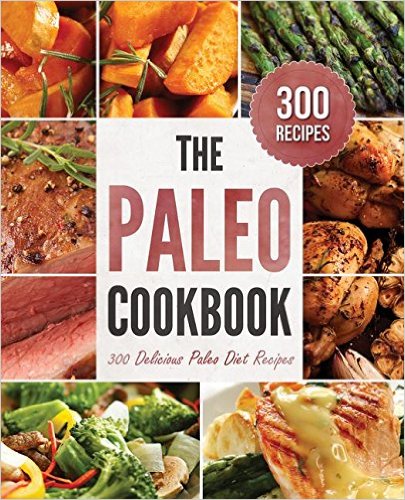 300
RECIPES
THE
PALEO
COOKBOOK
300 Delicious Paleo Diet Recipes